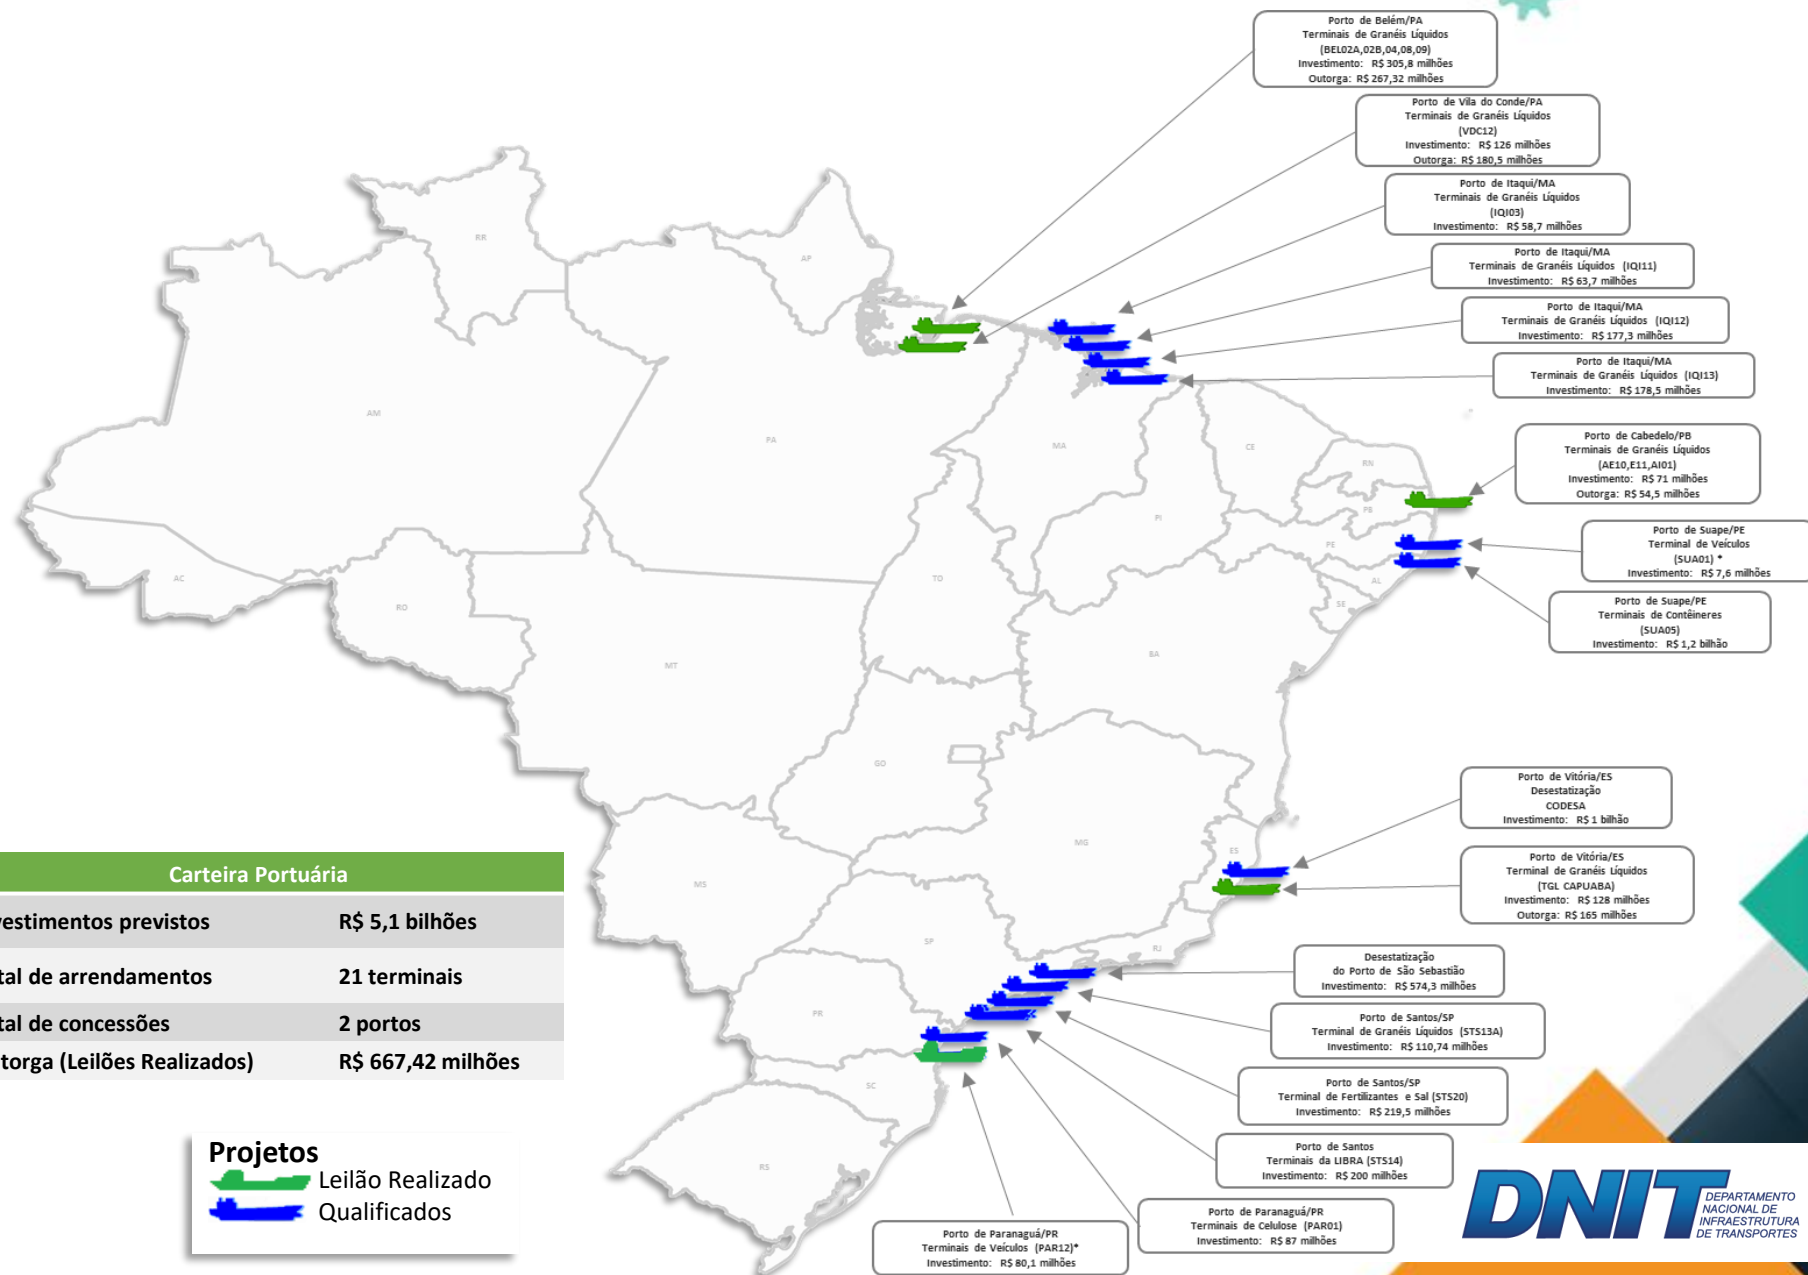 Porto de Belém/PA
Terminais de Granéis Líquidos
(BEL02A,02B,04,08,09)
Investimento: R$ 305,8 milhões
Outorga: R$ 267,32 milhões
Porto de Vila do Conde/PA
Terminais de Granéis Líquidos
(VDC12)
Investimento: R$ 126 milhões
Outorga: R$ 180,5 milhões
Porto de Itaqui/MA
Terminais de Granéis Líquidos
(IQI03)
Investimento: R$ 58,7 milhões
Porto de Itaqui/MA
Terminais de Granéis Líquidos (IQI11)
Investimento: R$ 63,7 milhões
Porto de Itaqui/MA
Terminais de Granéis Líquidos (IQI12)
Investimento: R$ 177,3 milhões
Porto de Itaqui/MA
Terminais de Granéis Líquidos (IQI13)
Investimento: R$ 178,5 milhões
Porto de Cabedelo/PB
Terminais de Granéis Líquidos
(AE10,E11,AI01)
Investimento: R$ 71 milhões
Outorga: R$ 54,5 milhões
Porto de Suape/PE
Terminal de Veículos
(SUA01) *
Investimento: R$ 7,6 milhões
Porto de Suape/PE
Terminais de Contêineres
(SUA05)
Investimento: R$ 1,2 bilhão
Porto de Vitória/ES
Desestatização
CODESA
Investimento: R$ 1 bilhão
Porto de Vitória/ES
Terminal de Granéis Líquidos
(TGL CAPUABA)
Investimento: R$ 128 milhões
Outorga: R$ 165 milhões
Desestatização
do Porto de São Sebastião
Investimento: R$ 574,3 milhões
Porto de Santos/SP
Terminal de Granéis Líquidos (STS13A)
Investimento: R$ 110,74 milhões
Porto de Santos/SP
Terminal de Fertilizantes e Sal (STS20)
Investimento: R$ 219,5 milhões
Porto de Santos
Terminais da LIBRA (STS14)
Investimento: R$ 200 milhões
Porto de Paranaguá/PR
Terminais de Celulose (PAR01)
Investimento: R$ 87 milhões
Porto de Paranaguá/PR
Terminais de Veículos (PAR12)*
Investimento: R$ 80,1 milhões
RR
AP
AM
PA
MA
CE
RN
PB
PI
PE
AL
SE
AC
RO
TO
MT
BA
GO
MG
ES
MS
SP
RJ
PR
SC
RS
Carteira Portuária
vestimentos previstos R$ 5,1 bilhões
tal de arrendamentos 21 terminais
tal de concessões 2 portos
torga (Leilões Realizados) R$ 667,42 milhões
Projetos
Leilão Realizado
Qualificados
DNIT
DEPARTAMENTO
NACIONAL DE
INFRAESTRUTURA
DE TRANSPORTES